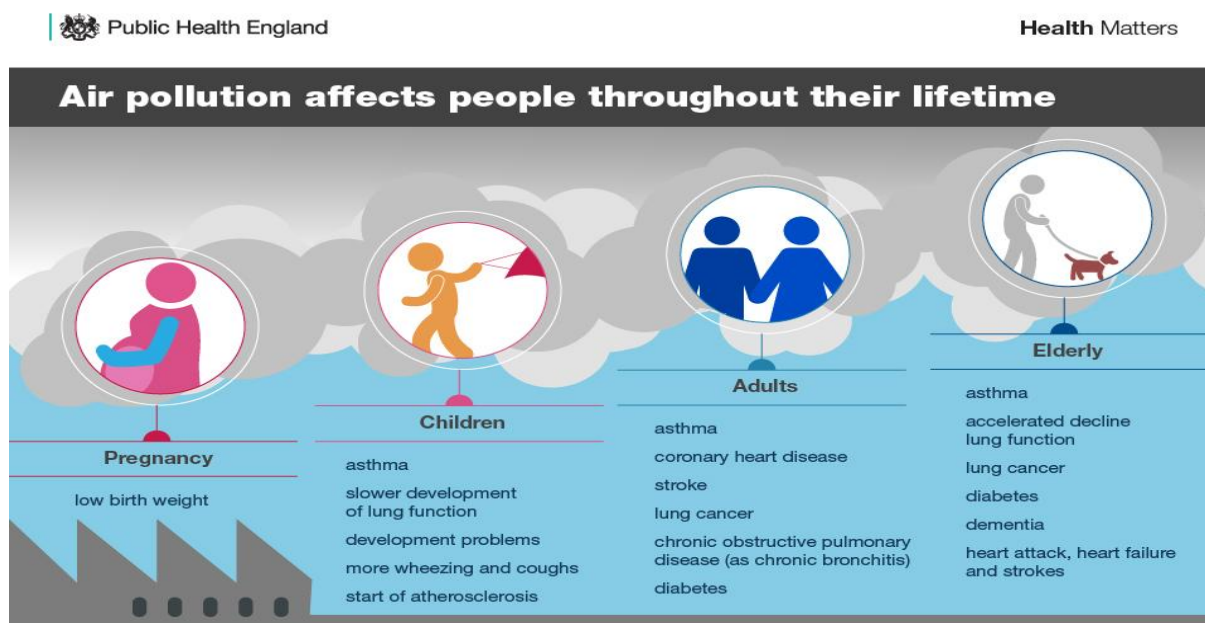 Public Health England
Health Matters
Air pollution affects people throughout their lifetime
Pregnancy
low birth weight
Children
asthma
slower development
of lung function
development problems
more wheezing and coughs
start of atherosclerosis
Adults
asthma
coronary heart disease
stroke
lung cancer
chronic obstructive pulmonary
disease (as chronic bronchitis)
diabetes
Elderly
asthma
accelerated decline
lung function
lung cancer
diabetes
dementia
heart attack, heart failure
and strokes